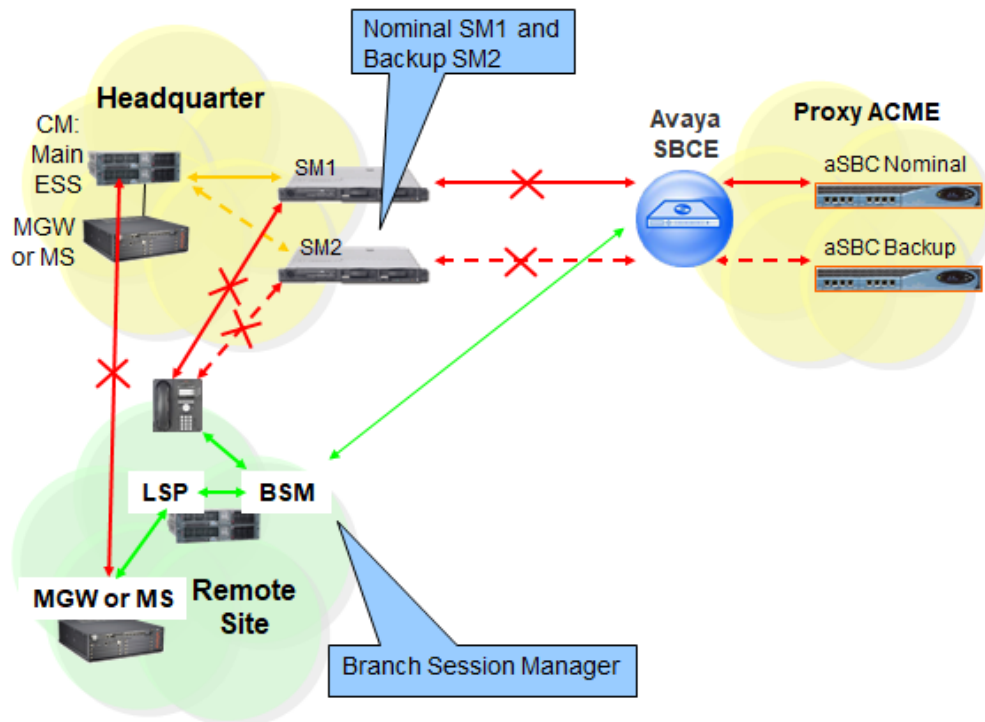 Nominal SM1 and
Backup SM2
Headquarter
CM:
Main
ESS
MGW
or MS
SM1
SM2
Avaya
SBCE
Proxy ACME
aSBC Nominal
aSBC Backup
LSP
BSM
MGW or MS
Remote
Site
Branch Session Manager